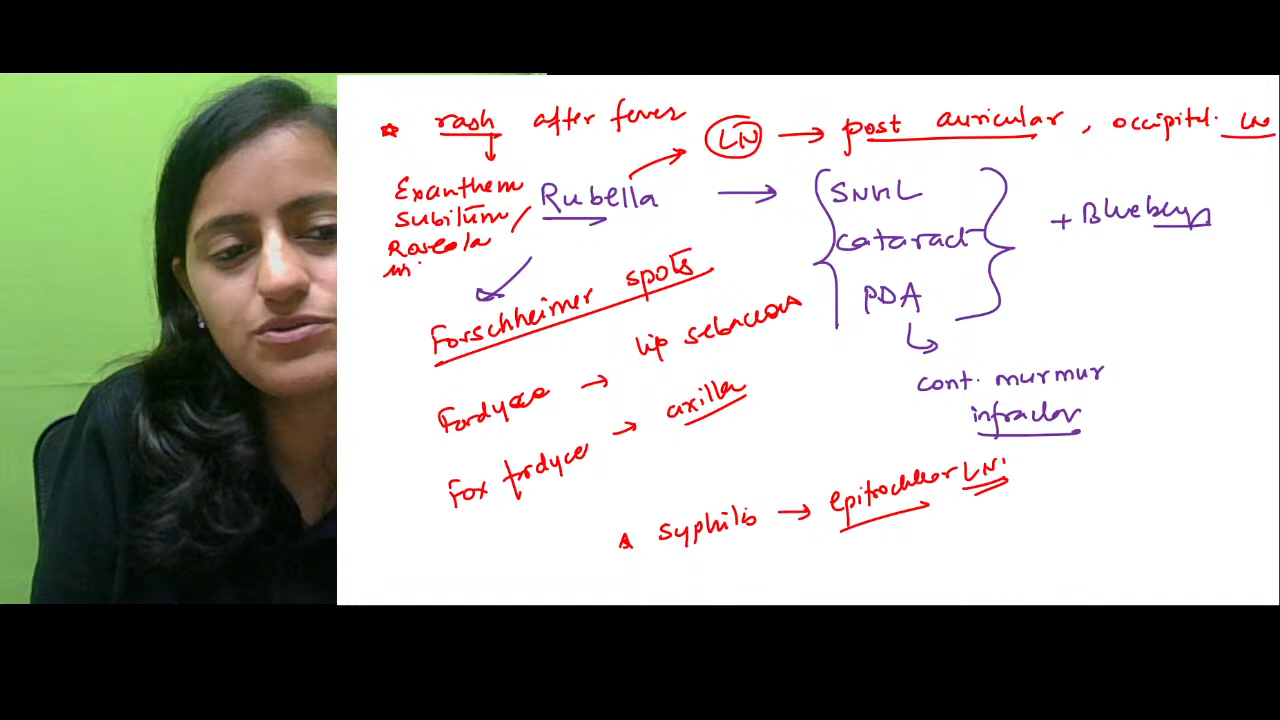 rash after fever
LN → post auricular, occipital. LN
Exanthem
subitum /
Roseola
Rubella → { SNHL
cataract
PDA } + Blueberry
Forschheimer spots
cont. murmur
infraclav
Fordyce → lip sebaceous
Fox fordyce → axilla
syphilis → epitrochlear LN